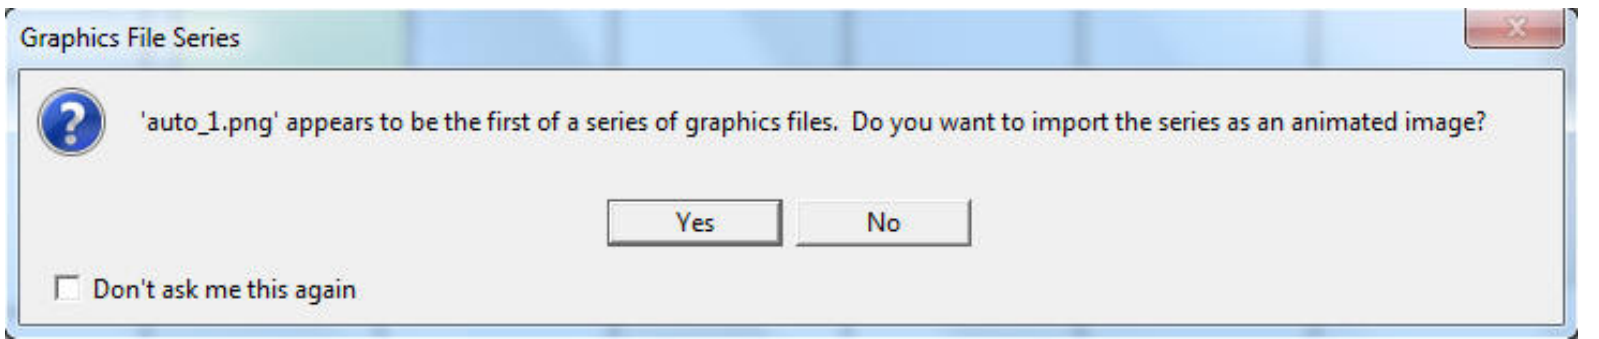 Graphics File Series
'auto_1.png' appears to be the first of a series of graphics files.  Do you want to import the series as an animated image?
Yes
No
Don't ask me this again